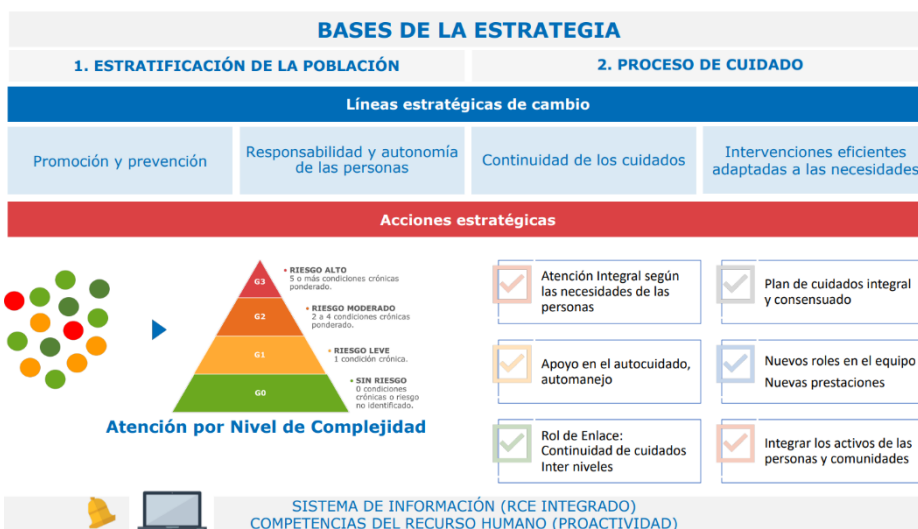 BASES DE LA ESTRATEGIA
1. ESTRATIFICACIÓN DE LA POBLACIÓN
2. PROCESO DE CUIDADO
Líneas estratégicas de cambio
Promoción y prevención
Responsabilidad y autonomía
de las personas
Continuidad de los cuidados
Intervenciones eficientes
adaptadas a las necesidades
Acciones estratégicas
G3
• RIESGO ALTO
5 o más condiciones crónicas
ponderado.
G2
• RIESGO MODERADO
2 a 4 condiciones crónicas
ponderado.
G1
• RIESGO LEVE
1 condición crónica.
G0
• SIN RIESGO
0 condiciones
crónicas o riesgo
no identificado.
Atención por Nivel de Complejidad
Atención Integral según
las necesidades de las
personas
Plan de cuidados integral
y consensuado
Apoyo en el autocuidado,
automanejo
Nuevos roles en el equipo
Nuevas prestaciones
Rol de Enlace:
Continuidad de cuidados
Inter niveles
Integrar los activos de las
personas y comunidades
SISTEMA DE INFORMACIÓN (RCE INTEGRADO)
COMPETENCIAS DEL RECURSO HUMANO (PROACTIVIDAD)